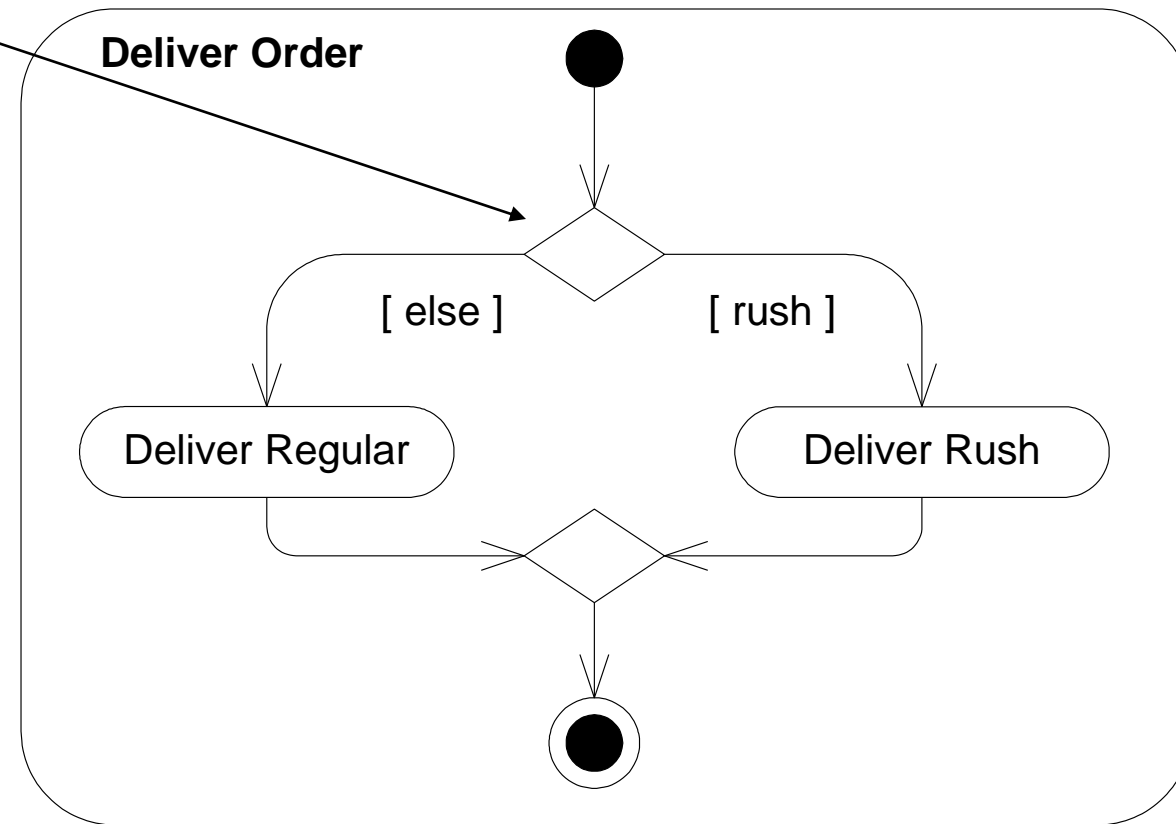 Deliver Order
[ else ]
[ rush ]
Deliver Regular
Deliver Rush